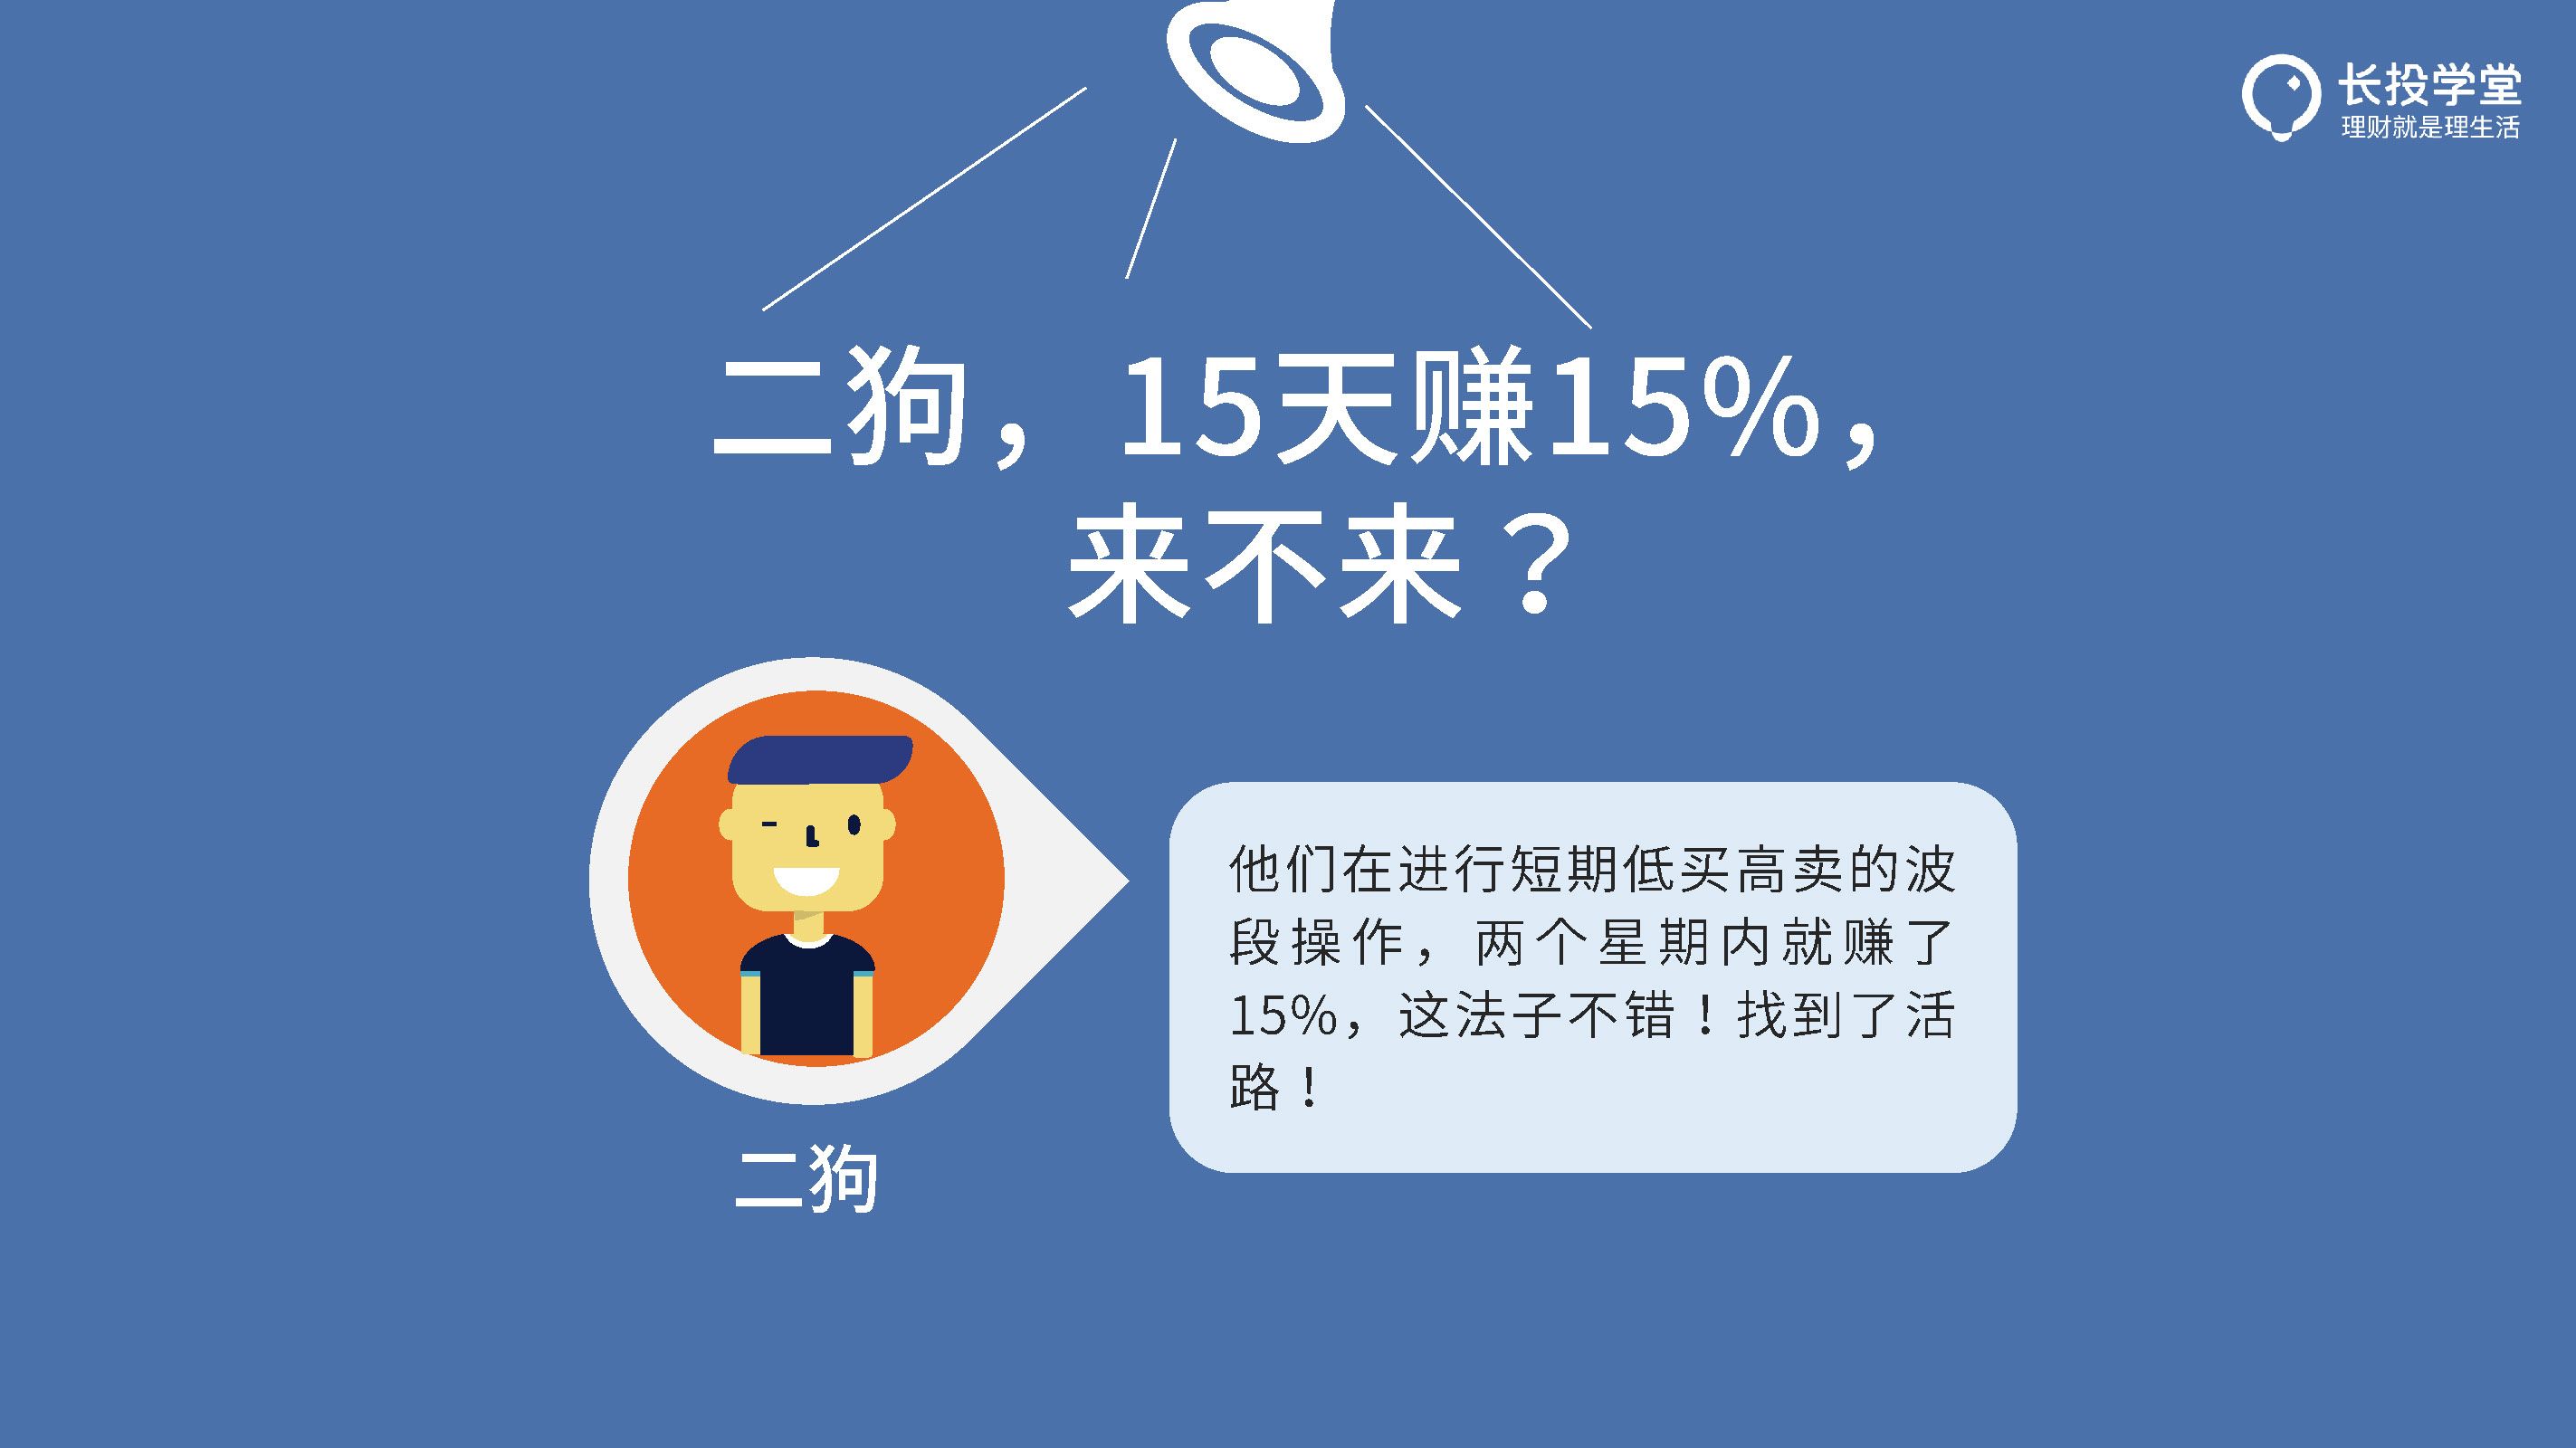 长投学堂
理财就是理生活
二狗，15天赚15%，
来不来？
他们在进行短期低买高卖的波
段操作，两个星期内就赚了
15%，这法子不错！找到了活
路！
二狗